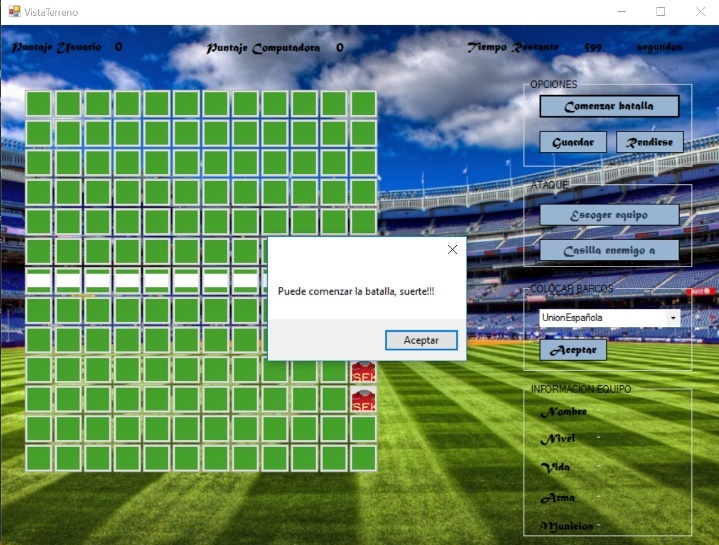 VistaTerreno
Puntaje Usuario 0
Puntaje Computadora 0
Tiempo Restante 599 segundos
OPCIONES
Comenzar batalla
Guardar
Rendirse
ATAQUE
Escoger equipo
Casilla enemigo a
COLOCAR BARCOS
UnionEspañola
Aceptar
INFORMACION EQUIPO
Nombre
Nivel -
Vida -
Arma -
Municion -
Puede comenzar la batalla, suerte!!!
Aceptar